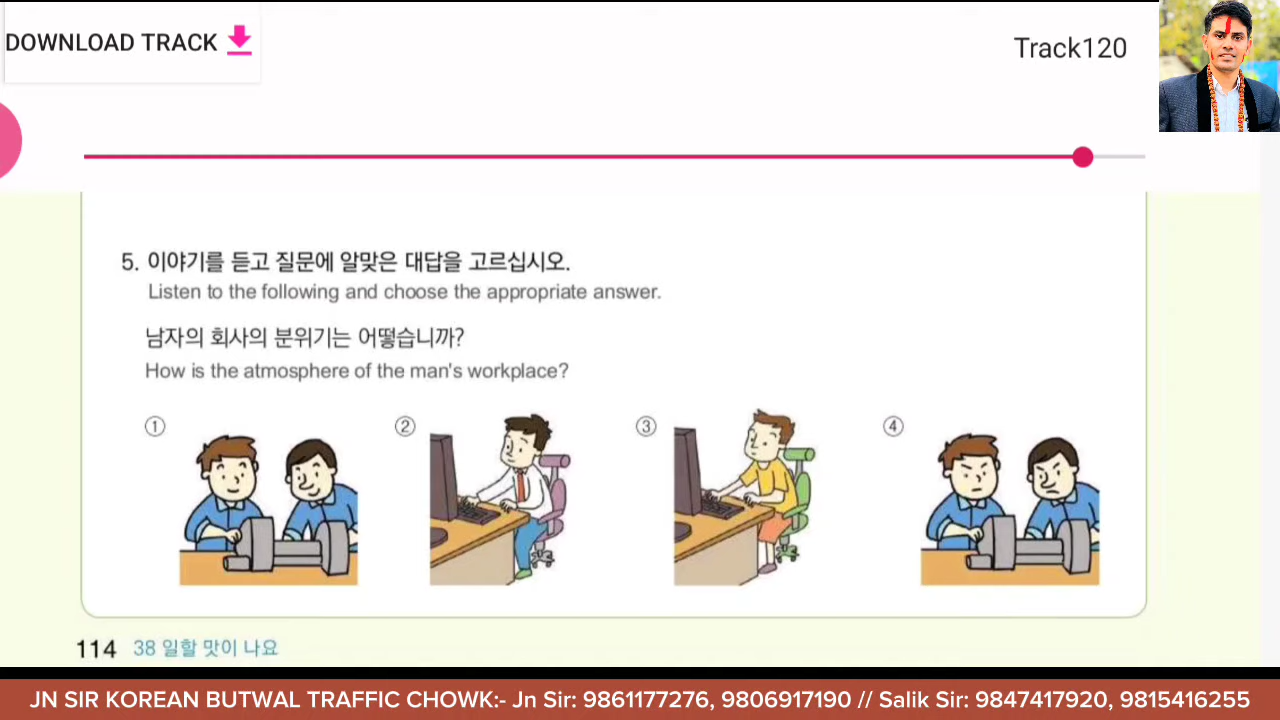 DOWNLOAD TRACK
Track120
5. 이야기를 듣고 질문에 알맞은 대답을 고르십시오.
Listen to the following and choose the appropriate answer.
남자의 회사의 분위기는 어떻습니까?
How is the atmosphere of the man's workplace?
① ② ③ ④
114 38 일할 맛이 나요
JN SIR KOREAN BUTWAL TRAFFIC CHOWK:- Jn Sir: 9861177276, 9806917190 // Salik Sir: 9847417920, 9815416255